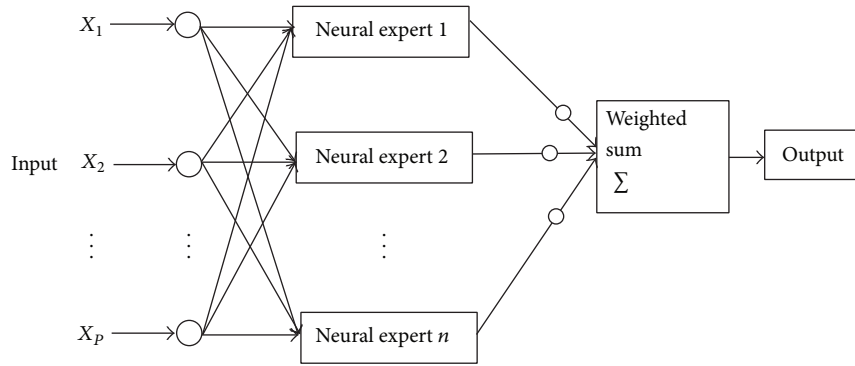 X1
Neural expert 1
Weighted
sum
∑
Input
X2
Neural expert 2
Output
⋮ ⋮ ⋮
XP
Neural expert n